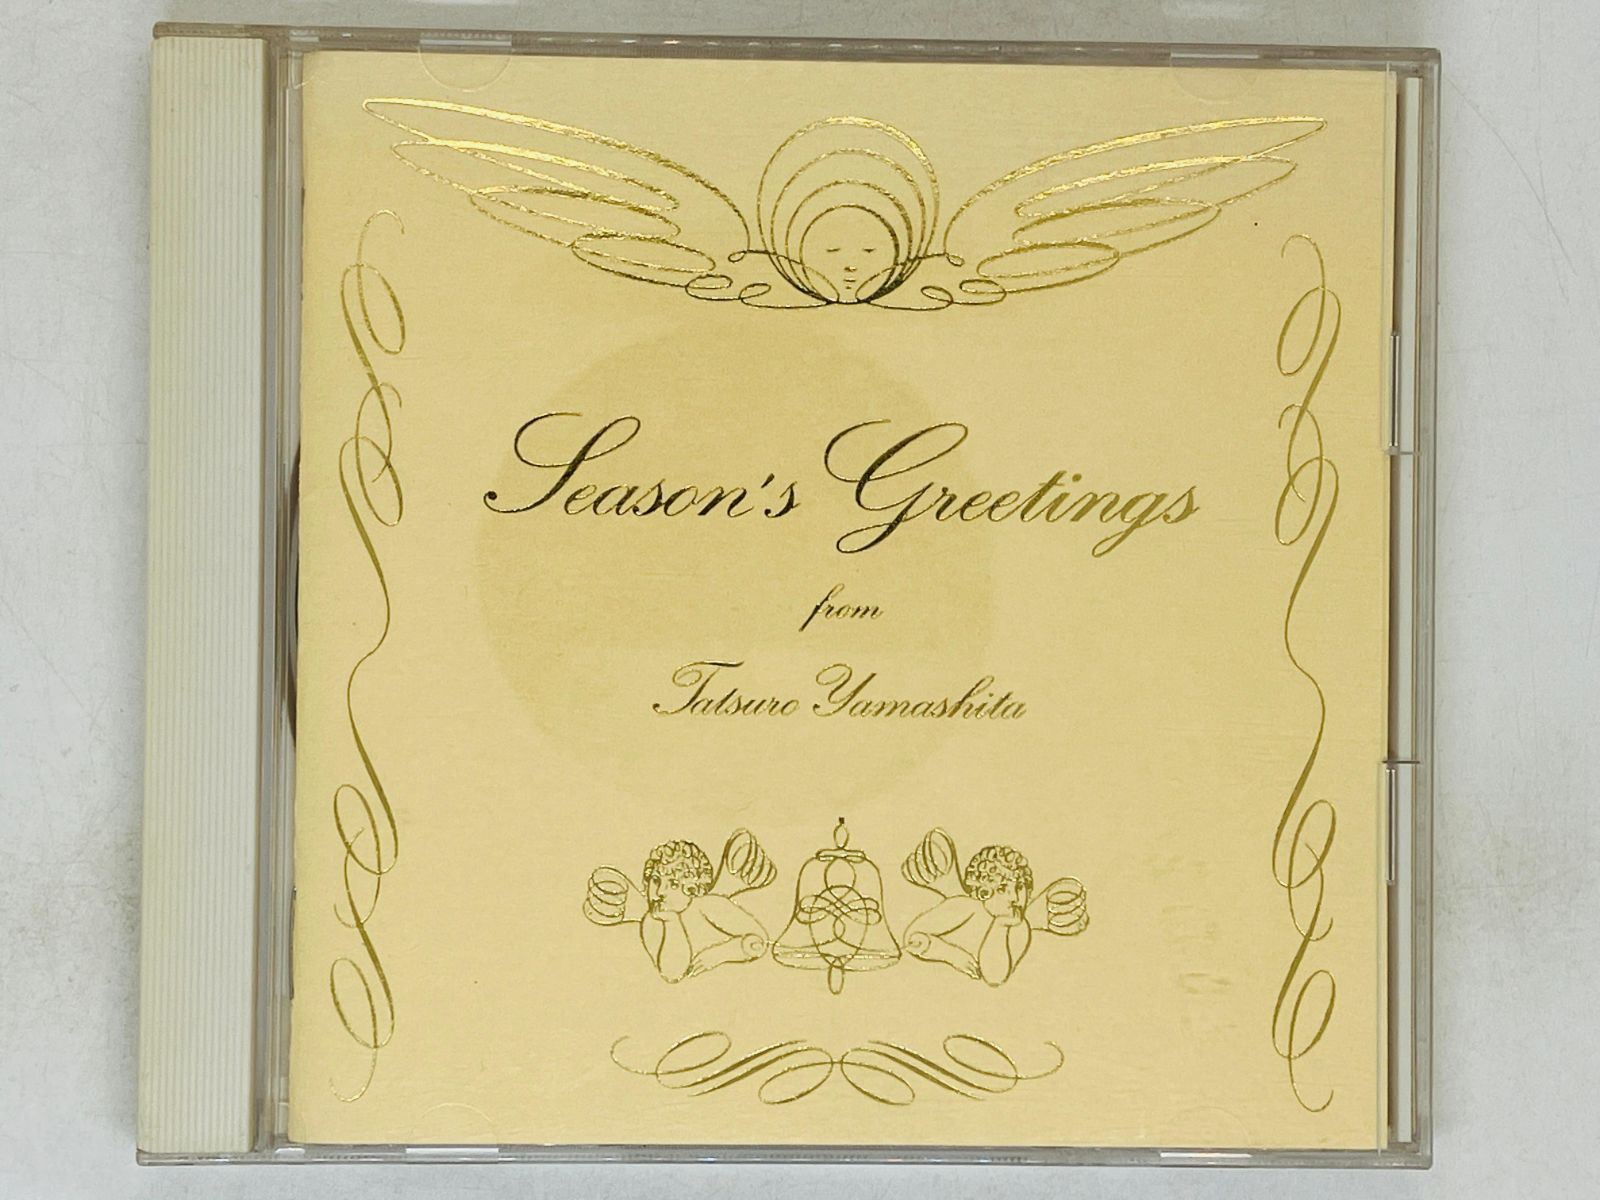 Season's Greetings
from
Tatsuro Yamashita